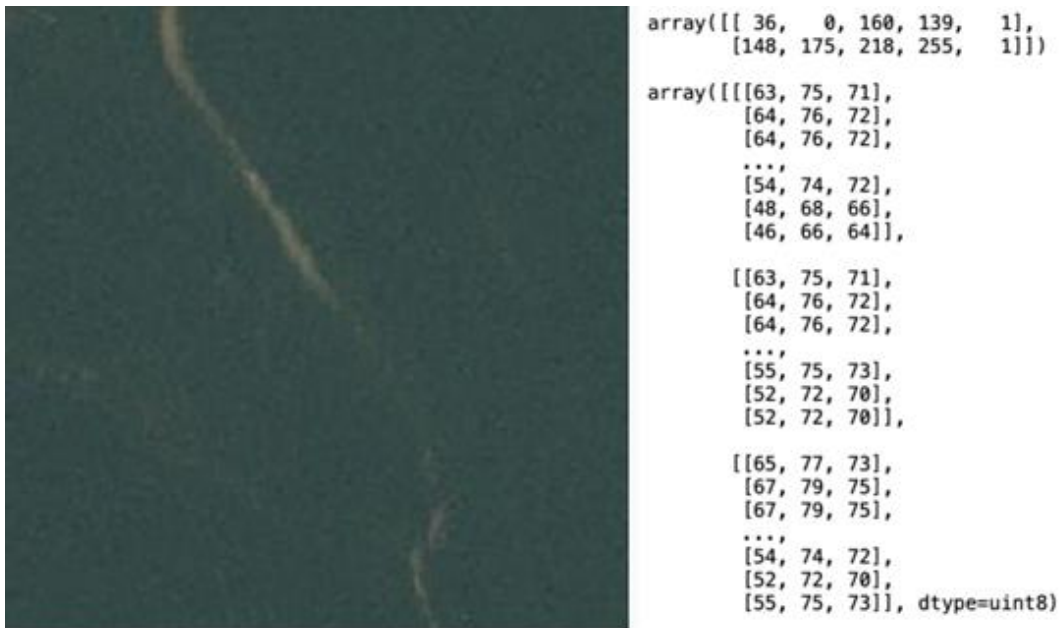 array([[ 36,   0, 160, 139,   1],
       [148, 175, 218, 255,   1]])
array([[[63, 75, 71],
        [64, 76, 72],
        [64, 76, 72],
        ...,
        [54, 74, 72],
        [48, 68, 66],
        [46, 66, 64]],
       [[63, 75, 71],
        [64, 76, 72],
        [64, 76, 72],
        ...,
        [55, 75, 73],
        [52, 72, 70],
        [52, 72, 70]],
       [[65, 77, 73],
        [67, 79, 75],
        [67, 79, 75],
        ...,
        [54, 74, 72],
        [52, 72, 70],
        [55, 75, 73]], dtype=uint8)